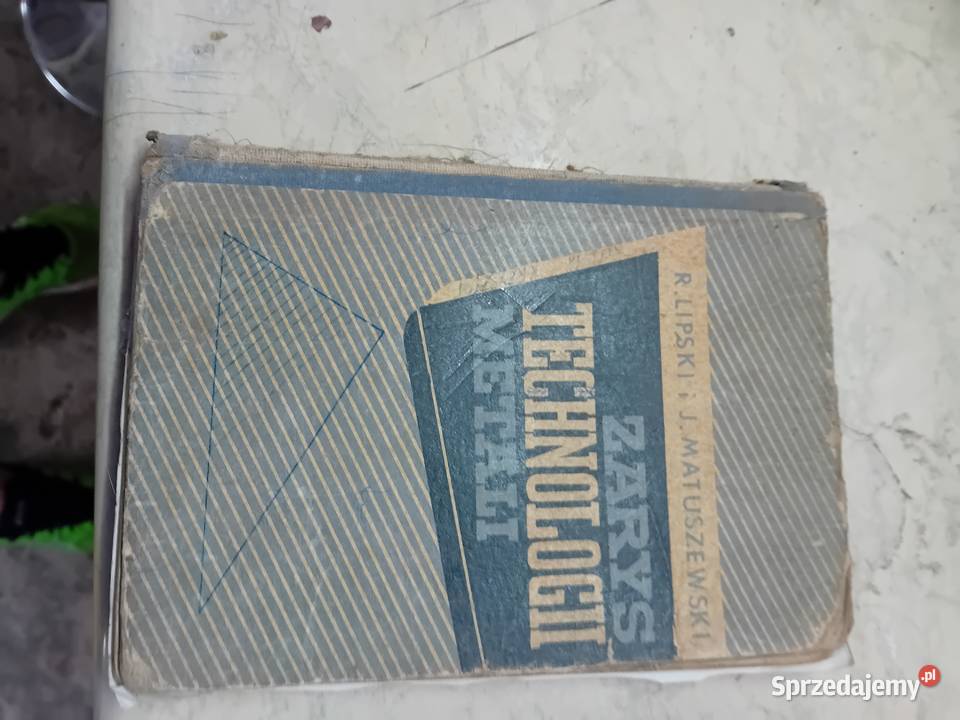 R. LIPSKI i J. MATUSZEWSKI
ZARYS
TECHNOLOGII
METALI
Sprzedajemy.pl